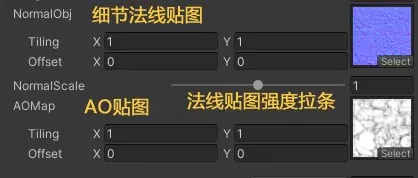 NormalObj 细节法线贴图
Tiling X 1 Y 1
Offset X 0 Y 0
Select
NormalScale 1
AOMap AO贴图 法线贴图强度拉条
Tiling X 1 Y 1
Offset X 0 Y 0
Select